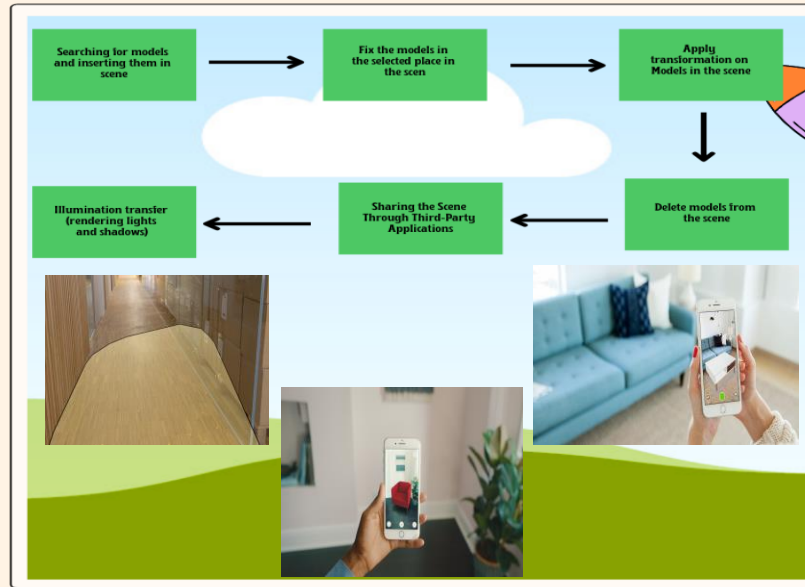 Searching for models
and inserting them in
scene
Fix the models in
the selected place in
the scen
Apply
transformation on
Models in the scene
Delete models from
the scene
Sharing the Scene
Through Third-Party
Applications
Illumination transfer
(rendering lights
and shadows)